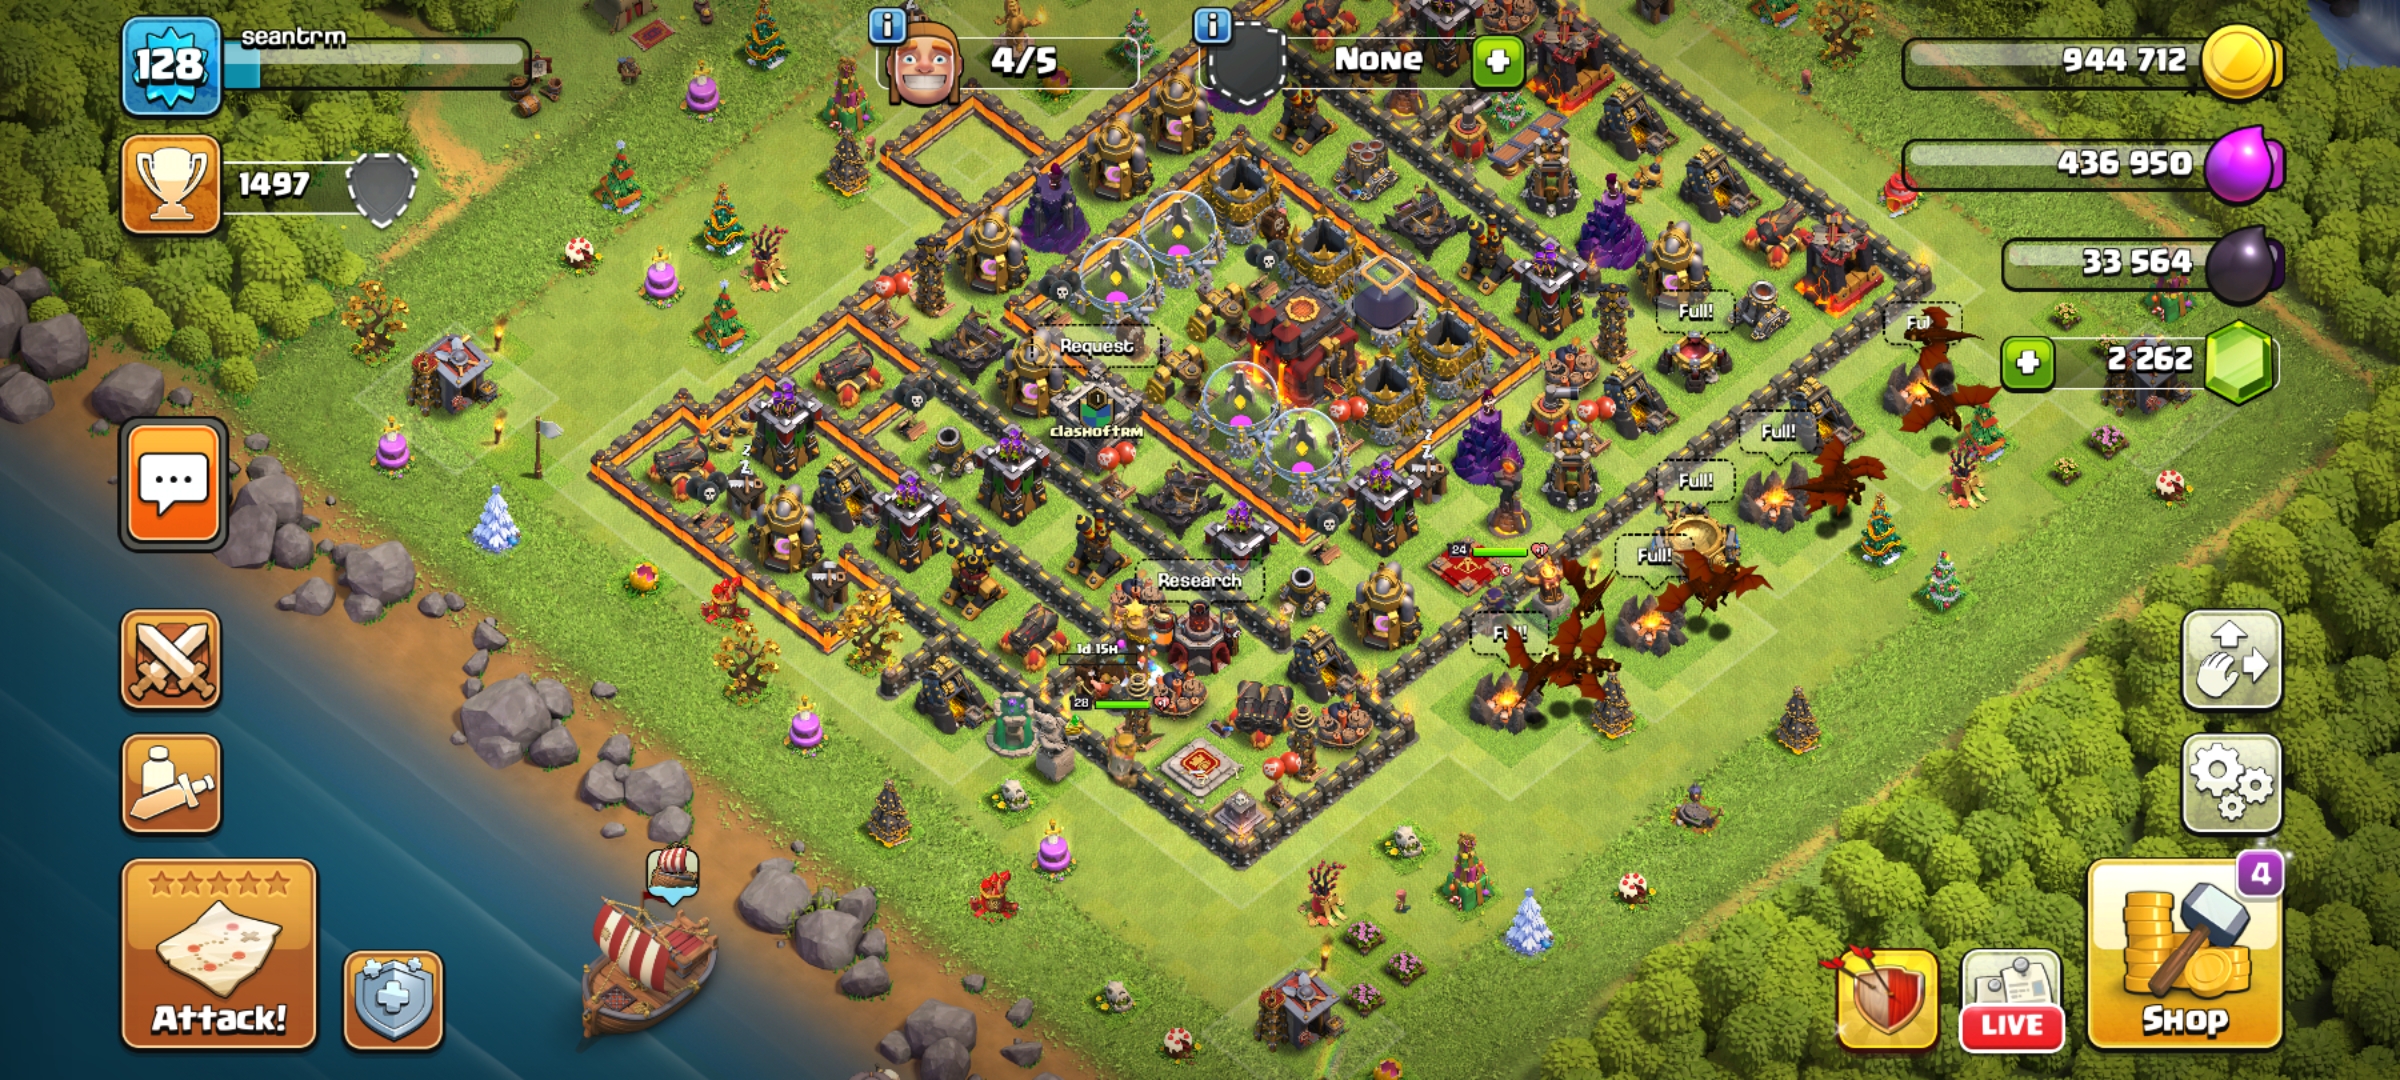 128
seantrm
4/5
None
944 712
1497
436 950
33 564
2 262
Full!
Request
clashoftrm
Full!
Full!
24
Full!
Research
1d 15H
28
4
Attack!
LIVE
Shop